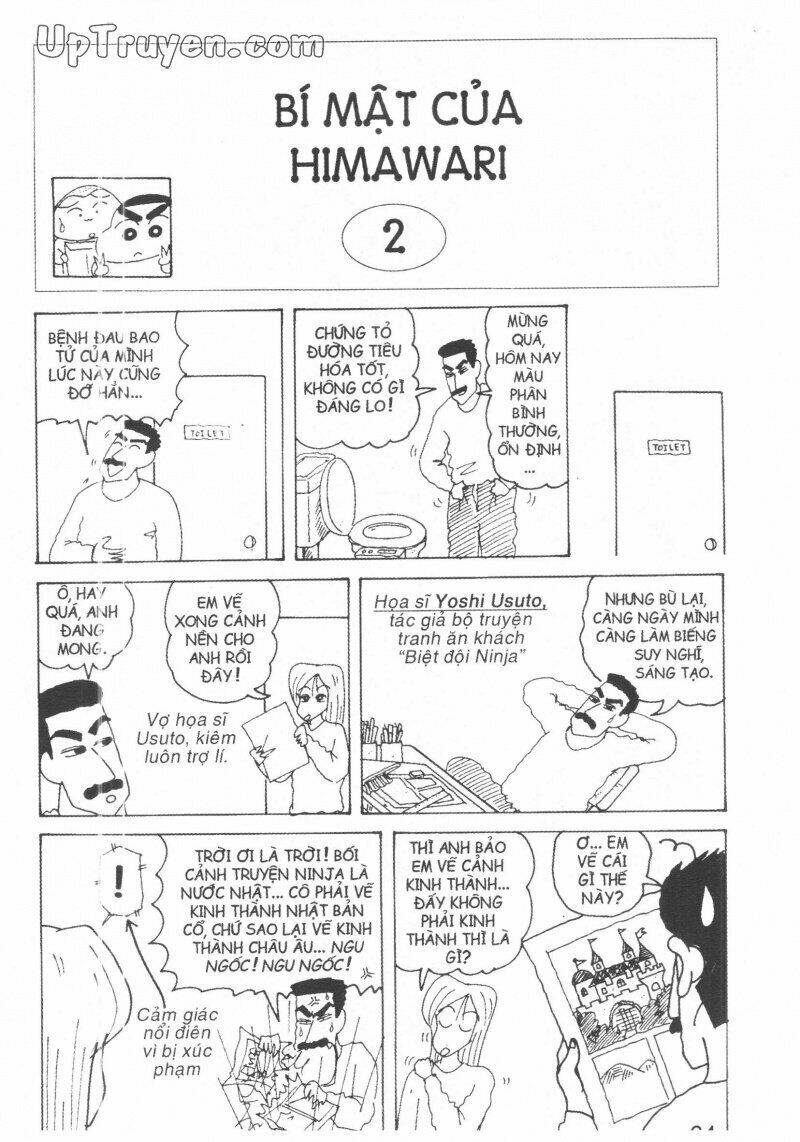 UpTruyen.com
BÍ MẬT CỦA
HIMAWARI
2
TOILET
MỪNG
QUÁ,
HÔM NAY
MÀU
PHÂN
BÌNH
THƯỜNG,
ỔN ĐỊNH
...
CHỨNG TỎ
ĐƯỜNG TIÊU
HÓA TỐT,
KHÔNG CÓ GÌ
ĐÁNG LO!
BỆNH ĐAU BAO
TỬ CỦA MÌNH
LÚC NÀY CŨNG
ĐỠ HẲN...
TOILET
NHƯNG BÙ LẠI,
CÀNG NGÀY MÌNH
CÀNG LÀM BIẾNG
SUY NGHĨ,
SÁNG TẠO.
Họa sĩ Yoshi Usuto,
tác giả bộ truyện
tranh ăn khách
“Biệt đội Ninja”
EM VẼ
XONG CẢNH
NỀN CHO
ANH RỒI
ĐÂY!
Ô, HAY
QUÁ, ANH
ĐANG
MONG.
Vợ họa sĩ
Usuto, kiêm
luôn trợ lí.
Ơ... EM
VẼ CÁI
GÌ THẾ
NÀY?
THÌ ANH BẢO
EM VẼ CẢNH
KINH THÀNH...
ĐẤY KHÔNG
PHẢI KINH
THÀNH THÌ LÀ
GÌ?
TRỜI ƠI LÀ TRỜI! BỐI
CẢNH TRUYỆN NINJA LÀ
NƯỚC NHẬT... CÔ PHẢI VẼ
KINH THÁNH NHẬT BẢN
CỔ, CHỨ SAO LẠI VẼ KINH
THÀNH CHÂU ÂU... NGU
NGỐC! NGU NGỐC!
!
Cảm giác
nổi điên
vì bị xúc
phạm